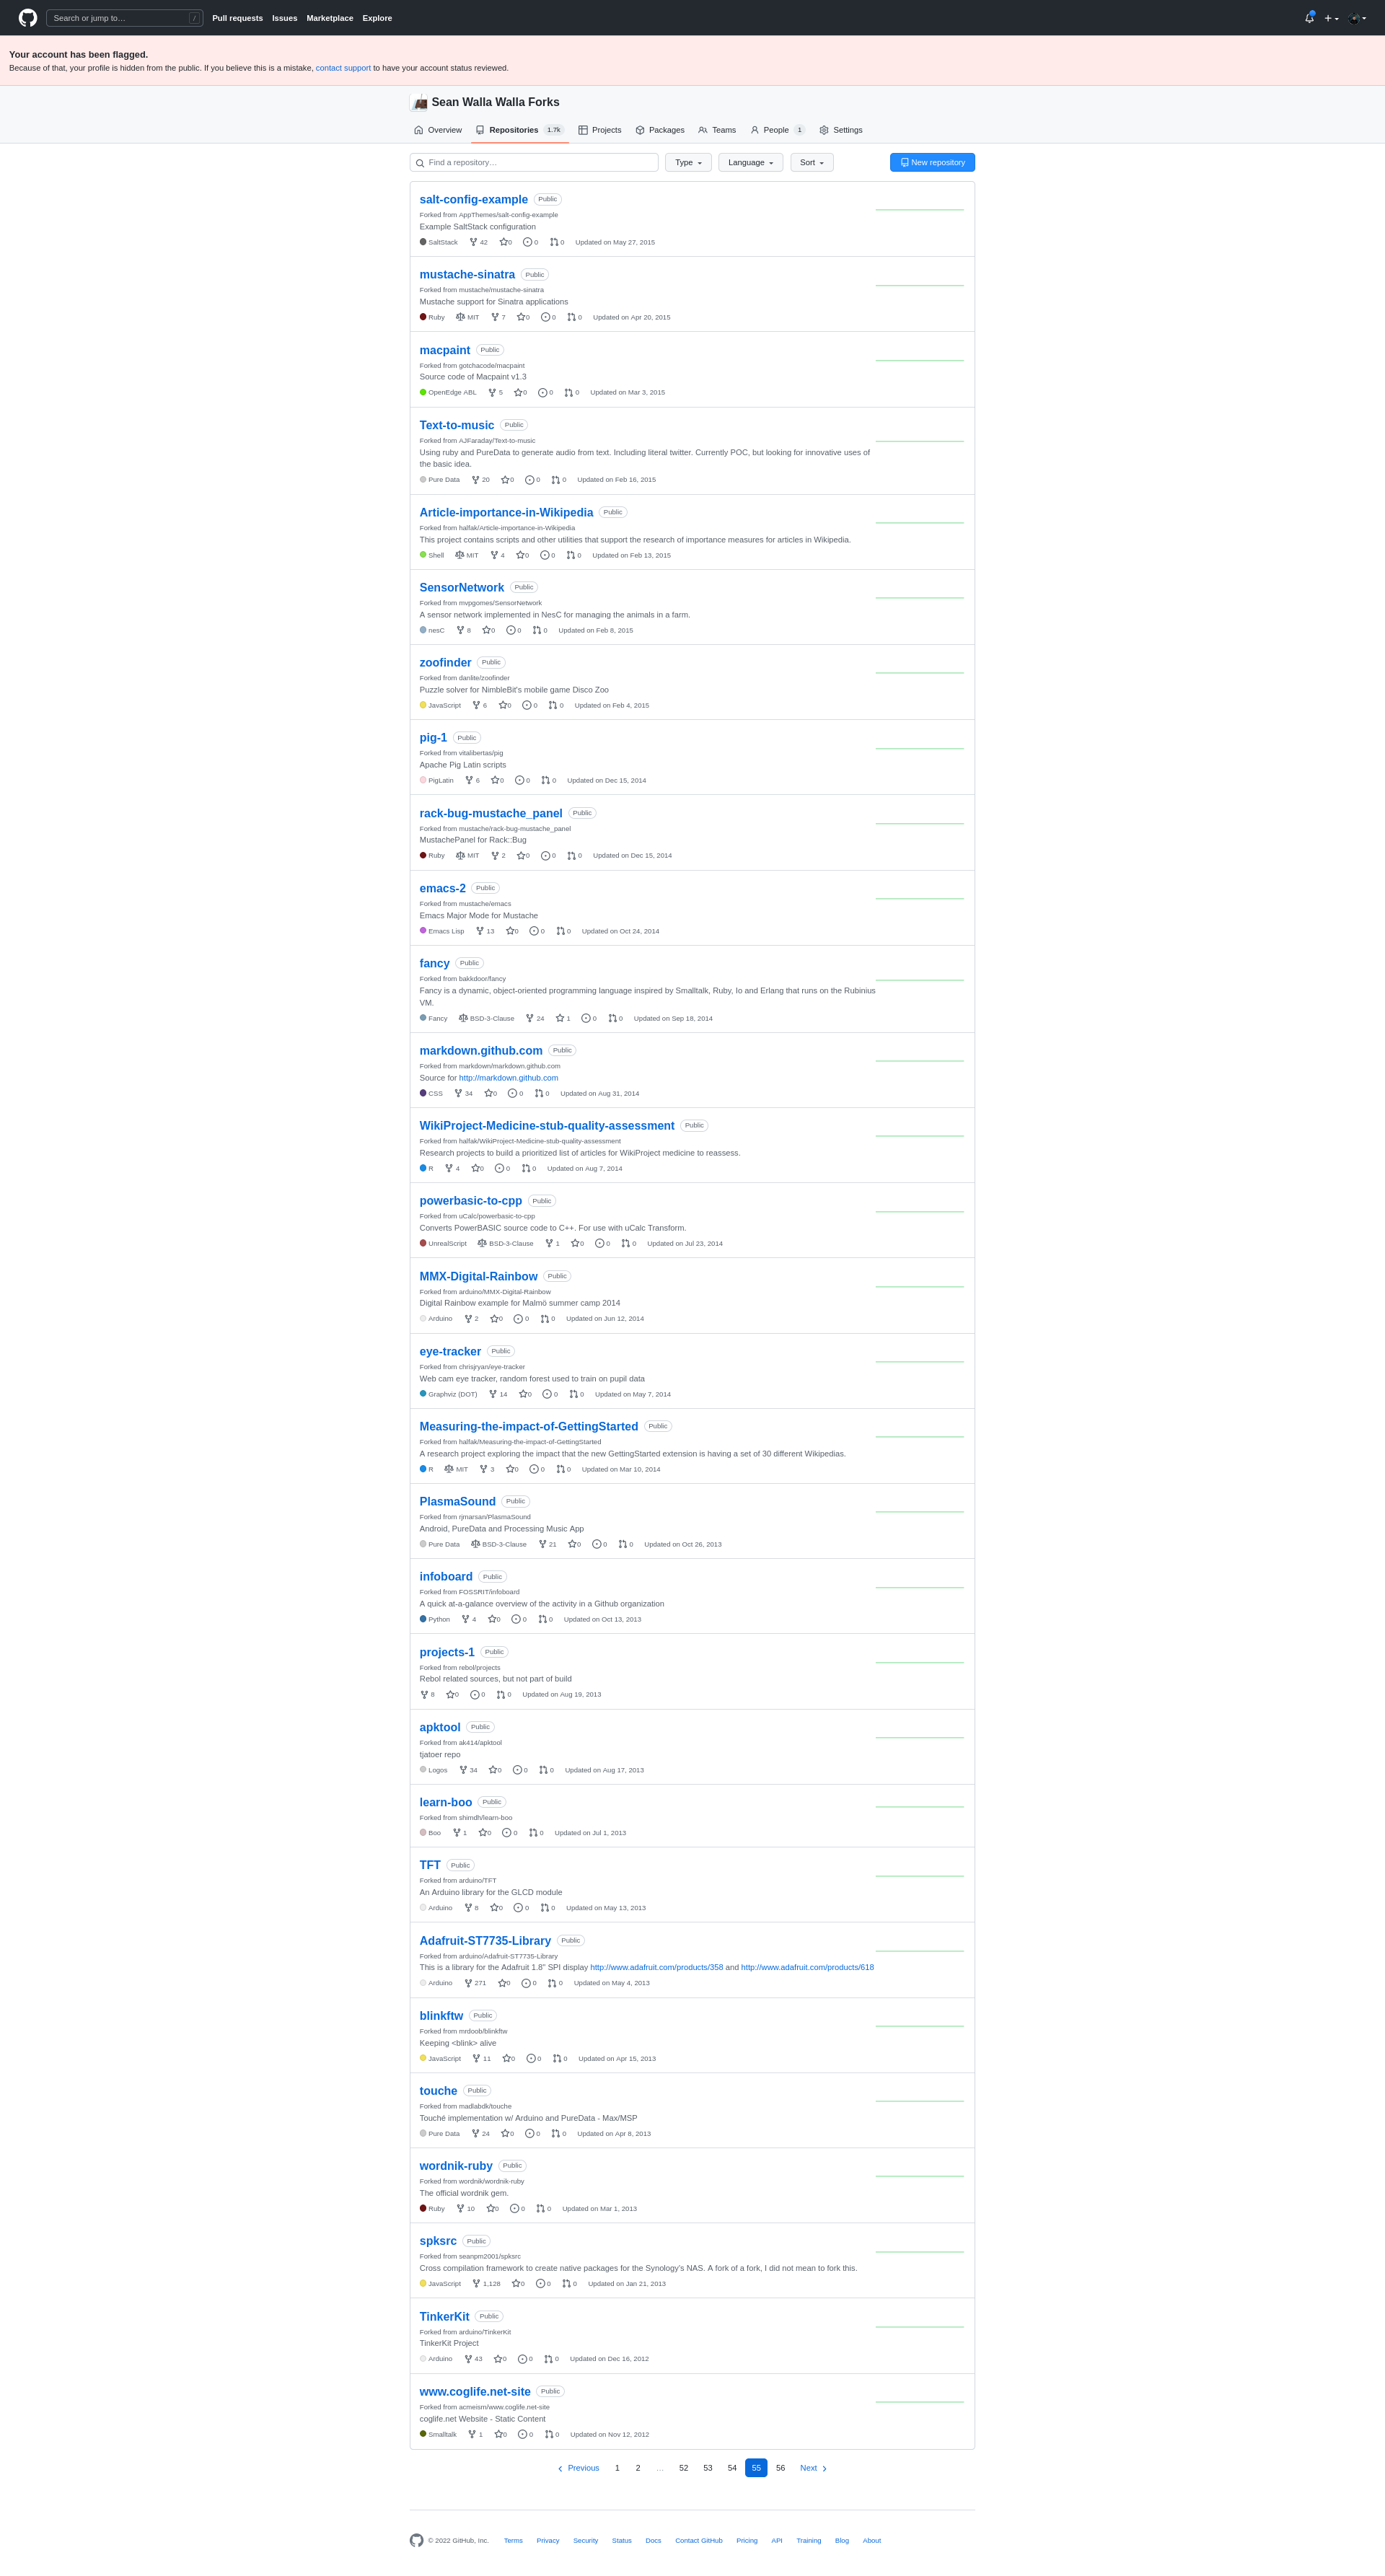 Search or jump to… /
Pull requests Issues Marketplace Explore
Your account has been flagged.
Because of that, your profile is hidden from the public. If you believe this is a mistake, contact support to have your account status reviewed.
Sean Walla Walla Forks
Overview Repositories 1.7k Projects Packages Teams People 1 Settings
Find a repository… Type Language Sort New repository
salt-config-example Public
Forked from AppThemes/salt-config-example
Example SaltStack configuration
SaltStack 42 0 0 0 Updated on May 27, 2015
mustache-sinatra Public
Forked from mustache/mustache-sinatra
Mustache support for Sinatra applications
Ruby MIT 7 0 0 0 Updated on Apr 20, 2015
macpaint Public
Forked from gotchacode/macpaint
Source code of Macpaint v1.3
OpenEdge ABL 5 0 0 0 Updated on Mar 3, 2015
Text-to-music Public
Forked from AJFaraday/Text-to-music
Using ruby and PureData to generate audio from text. Including literal twitter. Currently POC, but looking for innovative uses of
the basic idea.
Pure Data 20 0 0 0 Updated on Feb 16, 2015
Article-importance-in-Wikipedia Public
Forked from halfak/Article-importance-in-Wikipedia
This project contains scripts and other utilities that support the research of importance measures for articles in Wikipedia.
Shell MIT 4 0 0 0 Updated on Feb 13, 2015
SensorNetwork Public
Forked from mvpgomes/SensorNetwork
A sensor network implemented in NesC for managing the animals in a farm.
nesC 8 0 0 0 Updated on Feb 8, 2015
zoofinder Public
Forked from danlite/zoofinder
Puzzle solver for NimbleBit's mobile game Disco Zoo
JavaScript 6 0 0 0 Updated on Feb 4, 2015
pig-1 Public
Forked from vitalibertas/pig
Apache Pig Latin scripts
PigLatin 6 0 0 0 Updated on Dec 15, 2014
rack-bug-mustache_panel Public
Forked from mustache/rack-bug-mustache_panel
MustachePanel for Rack::Bug
Ruby MIT 2 0 0 0 Updated on Dec 15, 2014
emacs-2 Public
Forked from mustache/emacs
Emacs Major Mode for Mustache
Emacs Lisp 13 0 0 0 Updated on Oct 24, 2014
fancy Public
Forked from bakkdoor/fancy
Fancy is a dynamic, object-oriented programming language inspired by Smalltalk, Ruby, Io and Erlang that runs on the Rubinius
VM.
Fancy BSD-3-Clause 24 1 0 0 Updated on Sep 18, 2014
markdown.github.com Public
Forked from markdown/markdown.github.com
Source for http://markdown.github.com
CSS 34 0 0 0 Updated on Aug 31, 2014
WikiProject-Medicine-stub-quality-assessment Public
Forked from halfak/WikiProject-Medicine-stub-quality-assessment
Research projects to build a prioritized list of articles for WikiProject medicine to reassess.
R 4 0 0 0 Updated on Aug 7, 2014
powerbasic-to-cpp Public
Forked from uCalc/powerbasic-to-cpp
Converts PowerBASIC source code to C++. For use with uCalc Transform.
UnrealScript BSD-3-Clause 1 0 0 0 Updated on Jul 23, 2014
MMX-Digital-Rainbow Public
Forked from arduino/MMX-Digital-Rainbow
Digital Rainbow example for Malmö summer camp 2014
Arduino 2 0 0 0 Updated on Jun 12, 2014
eye-tracker Public
Forked from chrisjryan/eye-tracker
Web cam eye tracker, random forest used to train on pupil data
Graphviz (DOT) 14 0 0 0 Updated on May 7, 2014
Measuring-the-impact-of-GettingStarted Public
Forked from halfak/Measuring-the-impact-of-GettingStarted
A research project exploring the impact that the new GettingStarted extension is having a set of 30 different Wikipedias.
R MIT 3 0 0 0 Updated on Mar 10, 2014
PlasmaSound Public
Forked from rjmarsan/PlasmaSound
Android, PureData and Processing Music App
Pure Data BSD-3-Clause 21 0 0 0 Updated on Oct 26, 2013
infoboard Public
Forked from FOSSRIT/infoboard
A quick at-a-galance overview of the activity in a Github organization
Python 4 0 0 0 Updated on Oct 13, 2013
projects-1 Public
Forked from rebol/projects
Rebol related sources, but not part of build
8 0 0 0 Updated on Aug 19, 2013
apktool Public
Forked from ak414/apktool
tjatoer repo
Logos 34 0 0 0 Updated on Aug 17, 2013
learn-boo Public
Forked from shimdh/learn-boo
Boo 1 0 0 0 Updated on Jul 1, 2013
TFT Public
Forked from arduino/TFT
An Arduino library for the GLCD module
Arduino 8 0 0 0 Updated on May 13, 2013
Adafruit-ST7735-Library Public
Forked from arduino/Adafruit-ST7735-Library
This is a library for the Adafruit 1.8" SPI display http://www.adafruit.com/products/358 and http://www.adafruit.com/products/618
Arduino 271 0 0 0 Updated on May 4, 2013
blinkftw Public
Forked from mrdoob/blinkftw
Keeping <blink> alive
JavaScript 11 0 0 0 Updated on Apr 15, 2013
touche Public
Forked from madlabdk/touche
Touché implementation w/ Arduino and PureData - Max/MSP
Pure Data 24 0 0 0 Updated on Apr 8, 2013
wordnik-ruby Public
Forked from wordnik/wordnik-ruby
The official wordnik gem.
Ruby 10 0 0 0 Updated on Mar 1, 2013
spksrc Public
Forked from seanpm2001/spksrc
Cross compilation framework to create native packages for the Synology's NAS. A fork of a fork, I did not mean to fork this.
JavaScript 1,128 0 0 0 Updated on Jan 21, 2013
TinkerKit Public
Forked from arduino/TinkerKit
TinkerKit Project
Arduino 43 0 0 0 Updated on Dec 16, 2012
www.coglife.net-site Public
Forked from acmeism/www.coglife.net-site
coglife.net Website - Static Content
Smalltalk 1 0 0 0 Updated on Nov 12, 2012
Previous 1 2 … 52 53 54 55 56 Next
© 2022 GitHub, Inc. Terms Privacy Security Status Docs Contact GitHub Pricing API Training Blog About